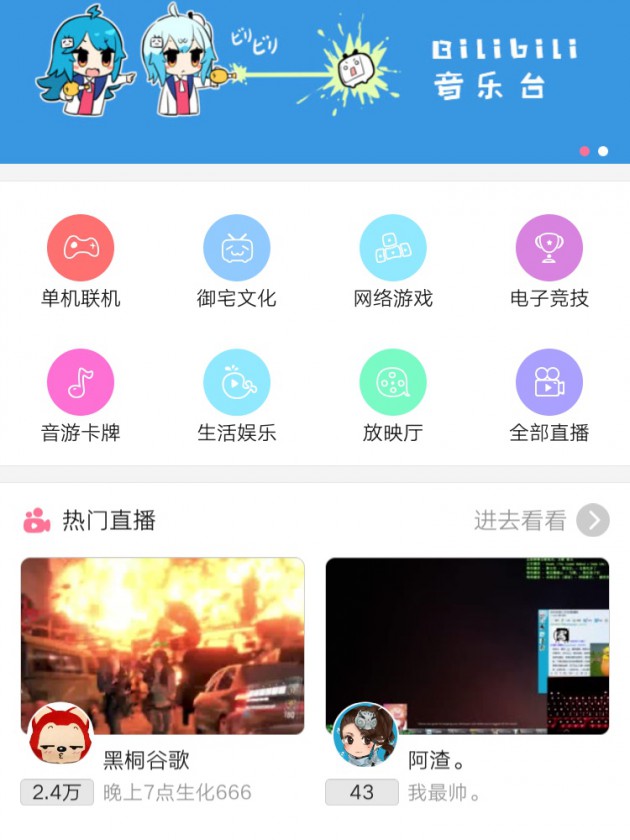 ビリビリ
Bilibili
音乐台
单机联机
御宅文化
网络游戏
电子竞技
音游卡牌
生活娱乐
放映厅
全部直播
热门直播
进去看看
黑桐谷歌
2.4万
晚上7点生化666
阿渣。
43
我最帅。